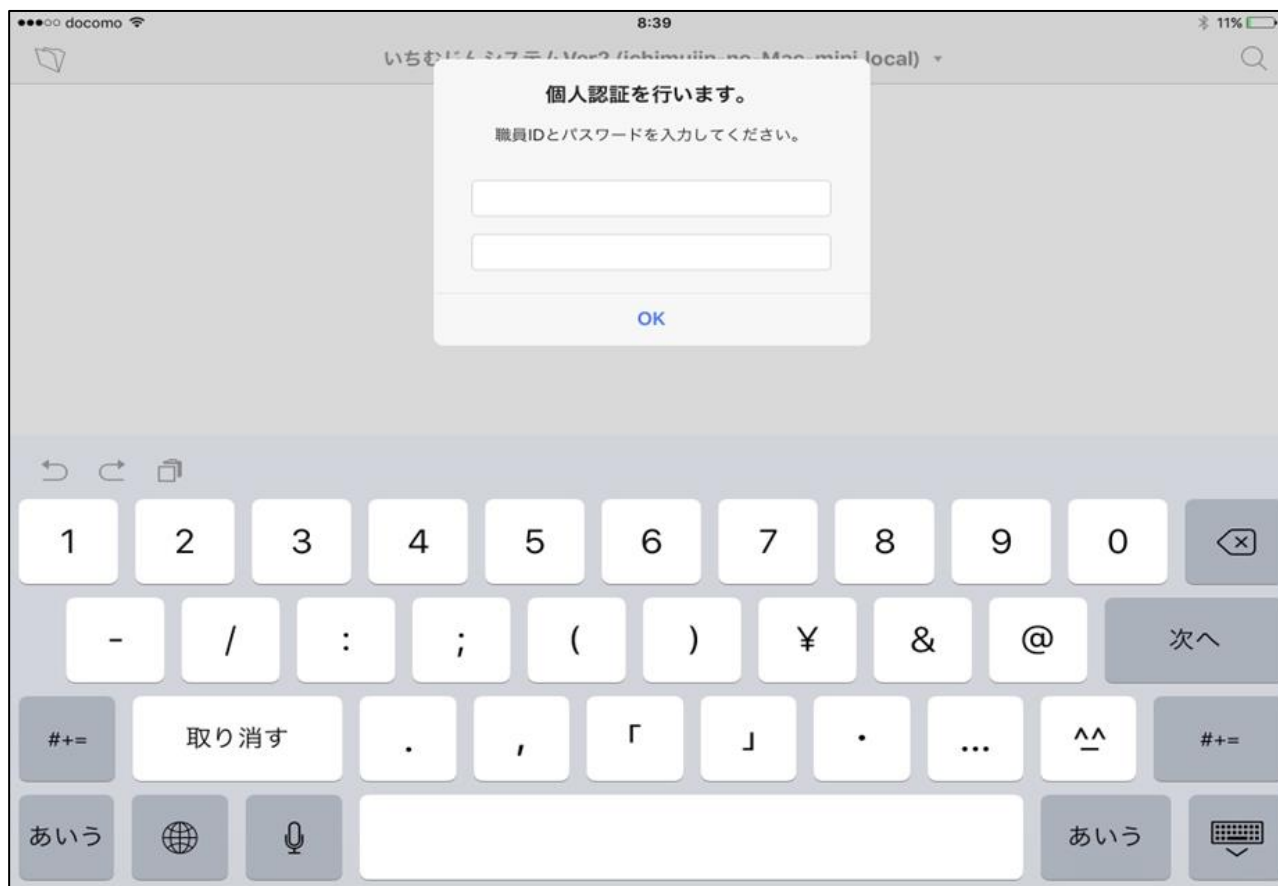 docomo
8:39
11%
いちむじんシステムVer2 (ichimujin-no-Mac-mini.local)
個人認証を行います。
職員IDとパスワードを入力してください。
OK
1 2 3 4 5 6 7 8 9 0
- / : ; ( ) ¥ & @ 次へ
#+= 取り消す . , 「 」 ・ … ^_^ #+=
あいう あいう